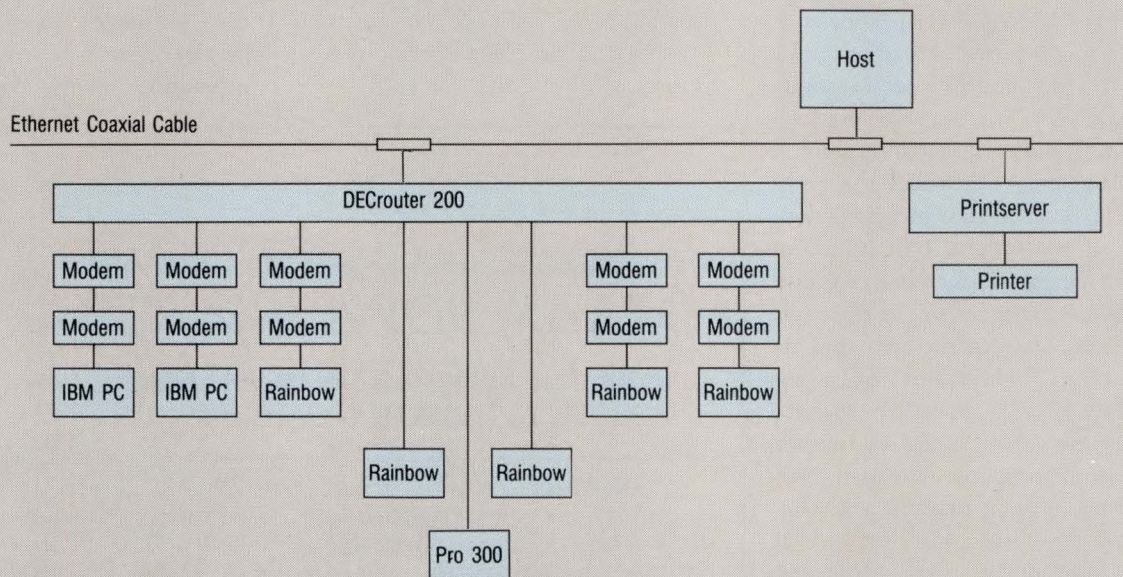 Host
Ethernet Coaxial Cable
DECrouter 200
Printserver
Modem Modem Modem Modem Modem
Printer
Modem Modem Modem Modem Modem
IBM PC IBM PC Rainbow Rainbow Rainbow
Rainbow Rainbow
Pro 300